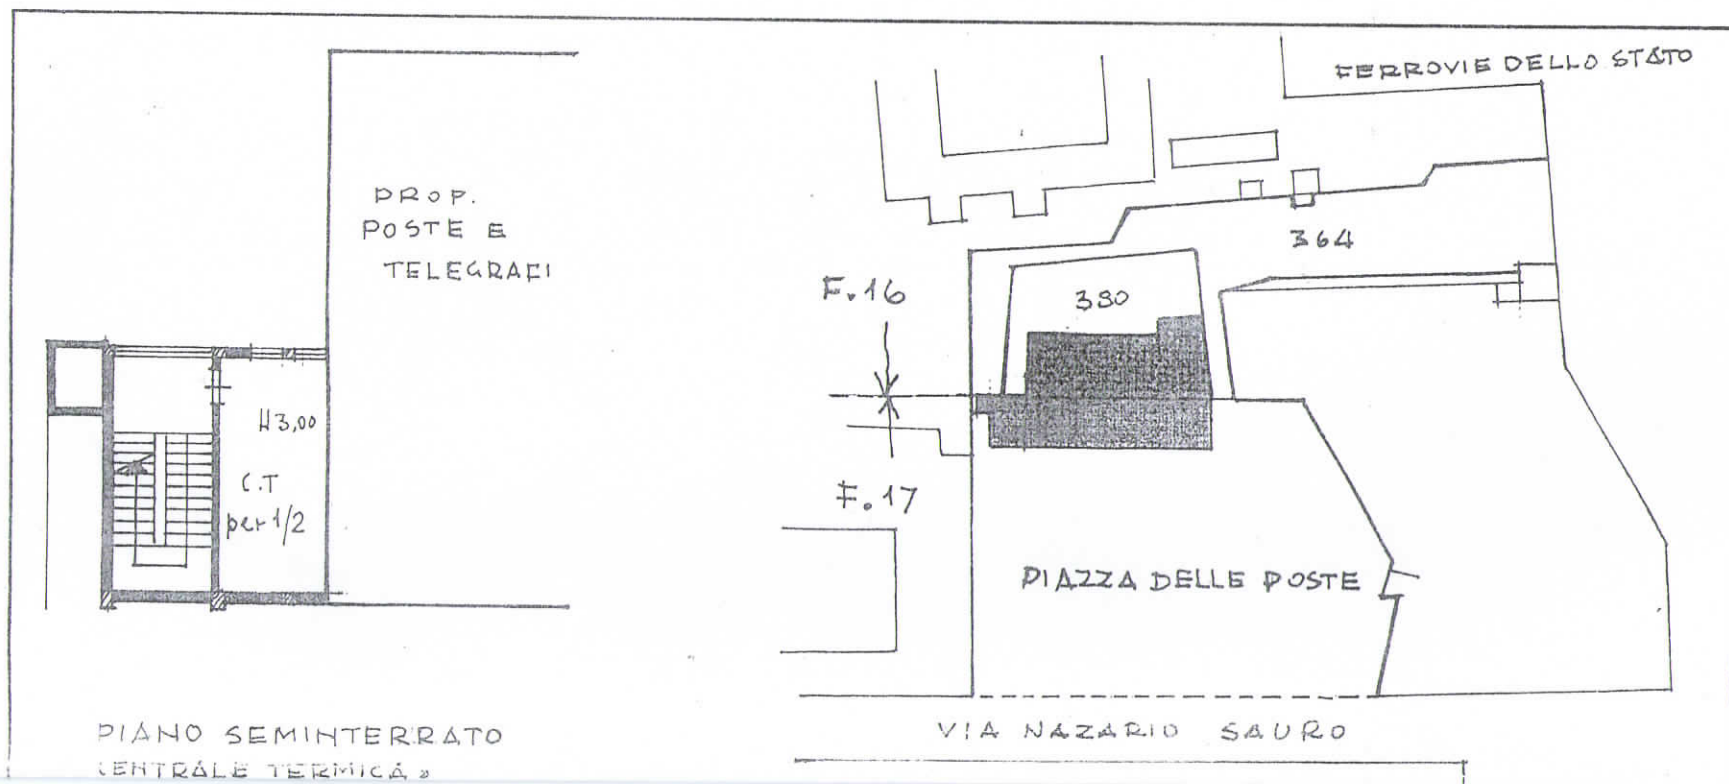 PROP.
POSTE E
TELEGRAFI
H 3,00
C.T
per 1/2
PIANO SEMINTERRATO
CENTRALE TERMICA
FERROVIE DELLO STATO
364
380
F.16
F.17
PIAZZA DELLE POSTE
VIA NAZARIO SAURO